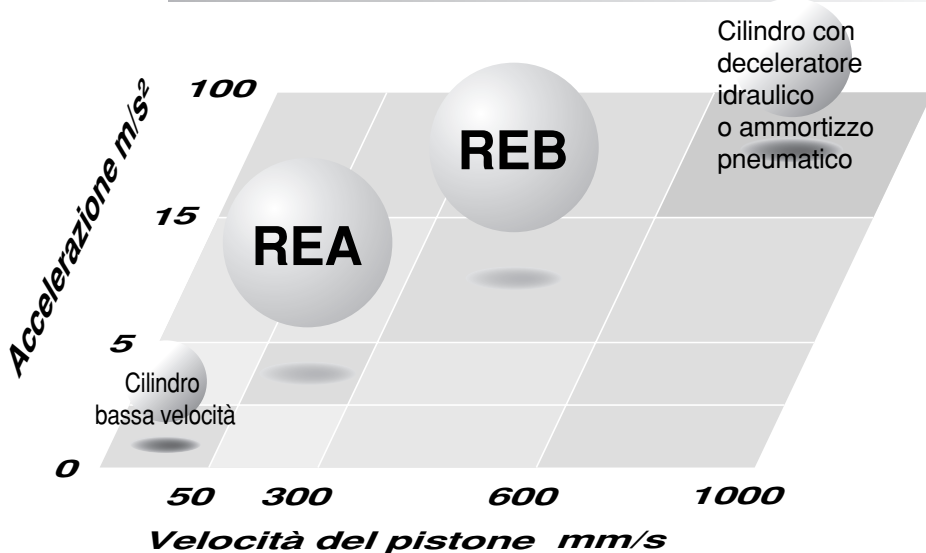 Cilindro con
deceleratore
idraulico
o ammortizzo
pneumatico
100
REB
15
REA
Accelerazione m/s²
5
Cilindro
bassa velocità
0
50 300 600 1000
Velocità del pistone mm/s